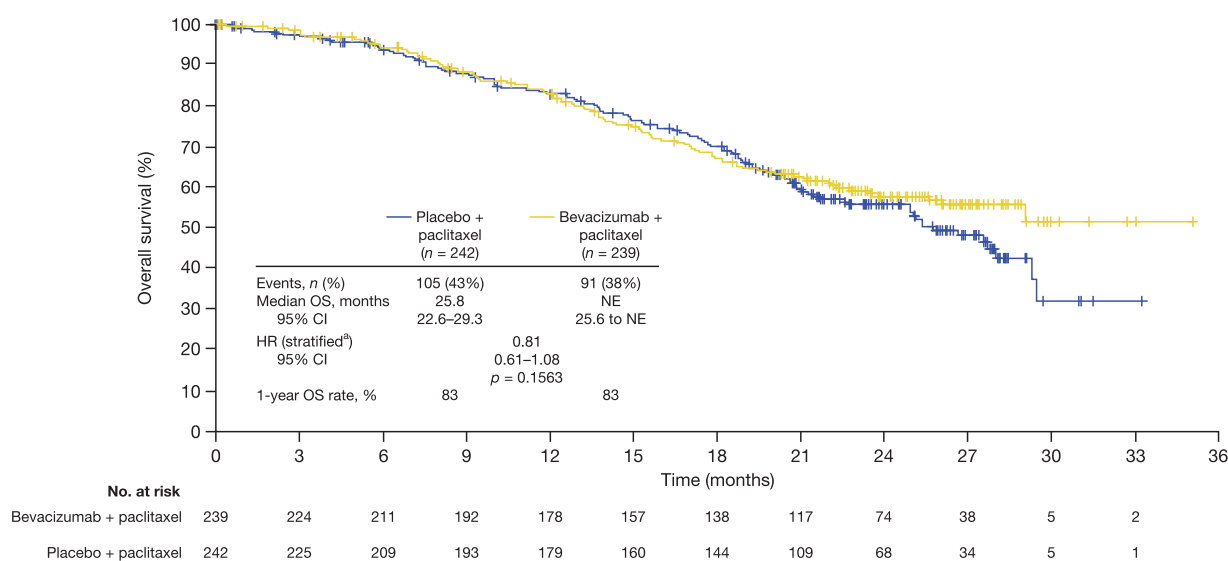 100
90
80
70
60
50
40
30
20
10
0
Overall survival (%)
Placebo + paclitaxel (n = 242)
Bevacizumab + paclitaxel (n = 239)
Events, n (%) 105 (43%) 91 (38%)
Median OS, months 25.8 NE
95% CI 22.6–29.3 25.6 to NE
HR (stratifiedᵃ) 0.81
95% CI 0.61–1.08
p = 0.1563
1-year OS rate, % 83 83
0 3 6 9 12 15 18 21 24 27 30 33 36
Time (months)
No. at risk
Bevacizumab + paclitaxel 239 224 211 192 178 157 138 117 74 38 5 2
Placebo + paclitaxel 242 225 209 193 179 160 144 109 68 34 5 1